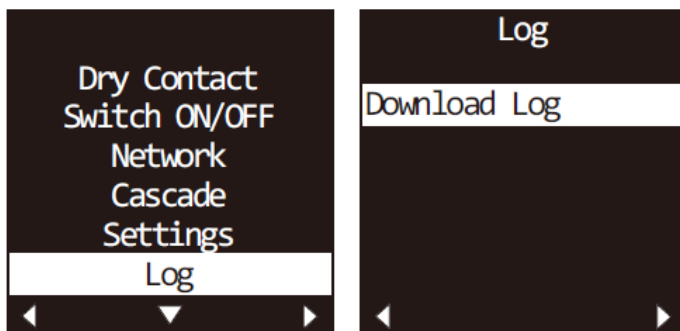 Dry Contact
Switch ON/OFF
Network
Cascade
Settings
Log
Log
Download Log